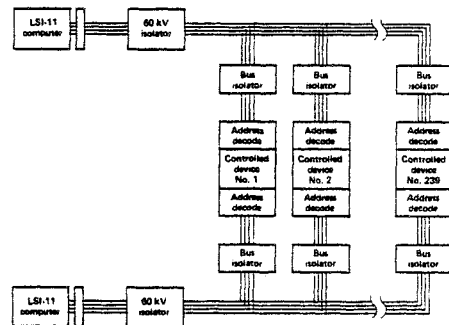 LSI-11
computer
60 kV
isolator
Bus
isolator
Bus
isolator
Bus
isolator
Address
decode
Controlled
device
No. 1
Address
decode
Address
decode
Controlled
device
No. 2
Address
decode
Address
decode
Controlled
device
No. 239
Address
decode
Bus
isolator
Bus
isolator
Bus
isolator
LSI-11
computer
60 kV
isolator